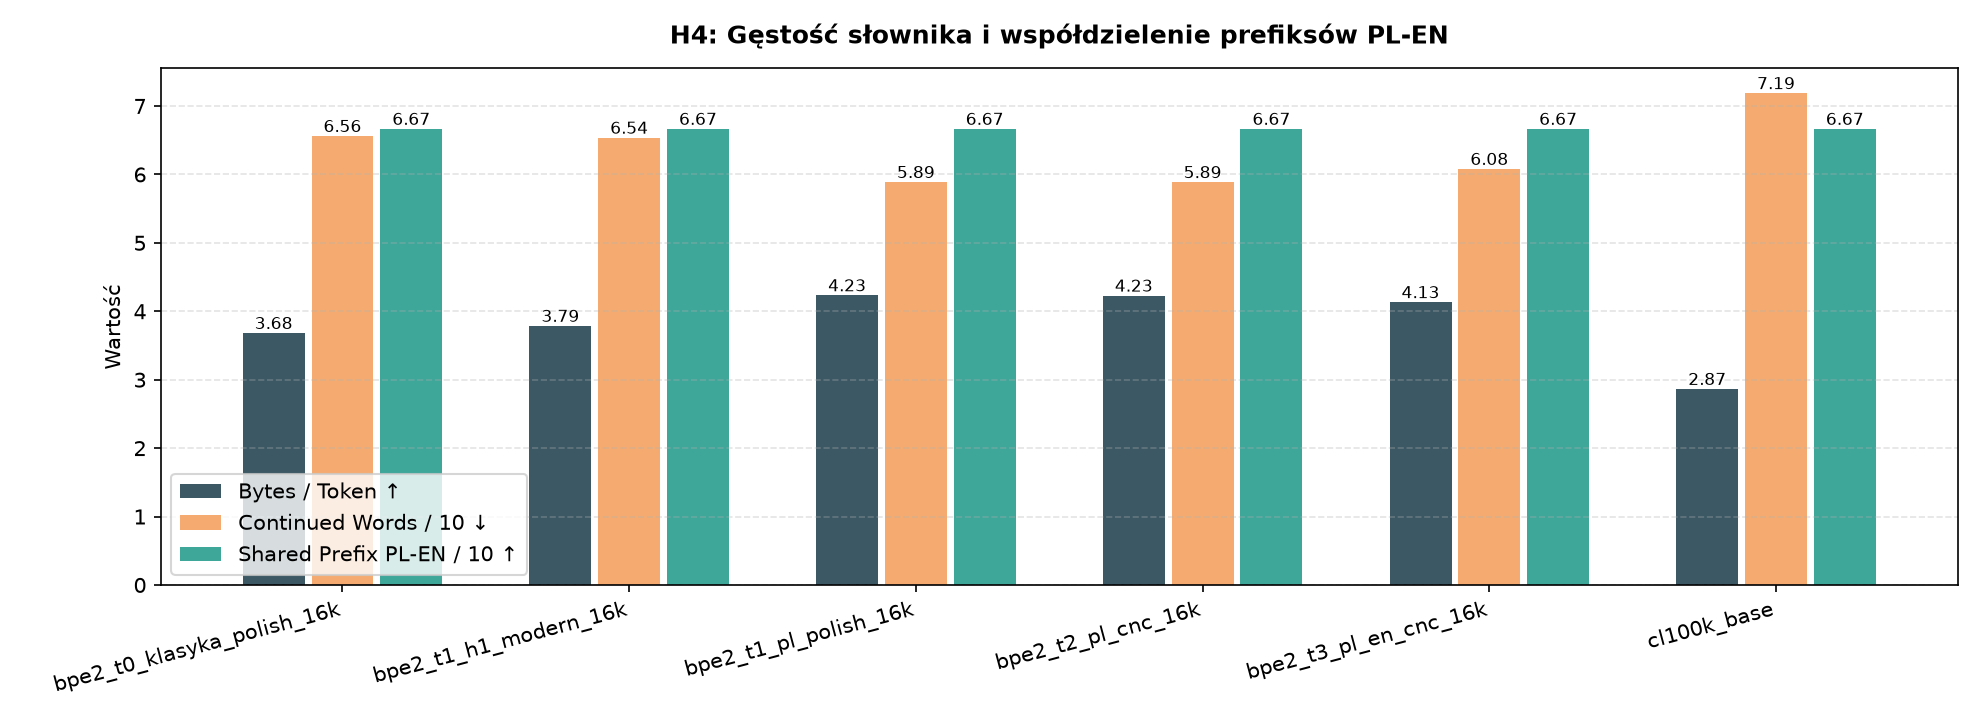 H4: Gęstość słownika i współdzielenie prefiksów PL-EN
Wartość
7
6
5
4
3
2
1
0
3.68
6.56
6.67
3.79
6.54
6.67
4.23
5.89
6.67
4.23
5.89
6.67
4.13
6.08
6.67
2.87
7.19
6.67
Bytes / Token ↑
Continued Words / 10 ↓
Shared Prefix PL-EN / 10 ↑
bpe2_t0_klasyka_polish_16k
bpe2_t1_h1_modern_16k
bpe2_t1_pl_polish_16k
bpe2_t2_pl_cnc_16k
bpe2_t3_pl_en_cnc_16k
cl100k_base